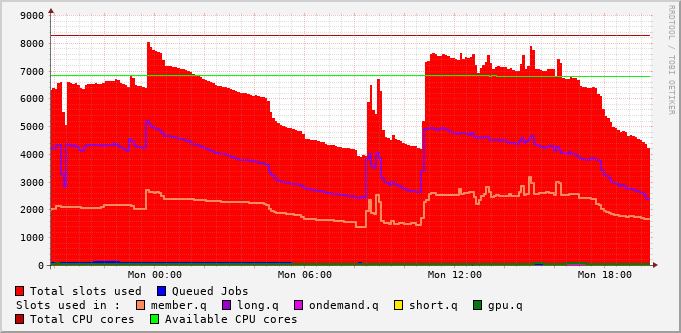 9000
8000
7000
6000
5000
4000
3000
2000
1000
0
Mon 00:00 Mon 06:00 Mon 12:00 Mon 18:00
Total slots used Queued Jobs
Slots used in : member.q long.q ondemand.q short.q gpu.q
Total CPU cores Available CPU cores
RRDTOOL / TOBI OETIKER